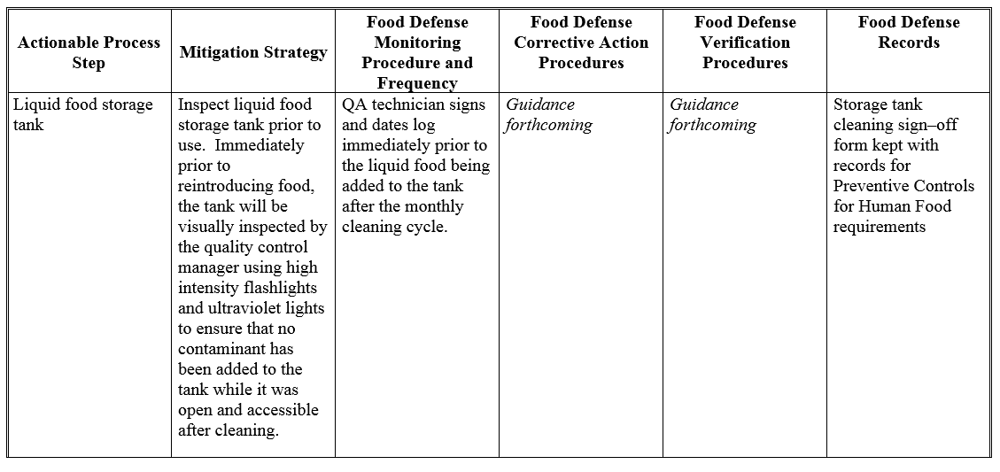 Actionable Process
Step
Mitigation Strategy
Food Defense
Monitoring
Procedure and
Frequency
Food Defense
Corrective Action
Procedures
Food Defense
Verification
Procedures
Food Defense
Records
Liquid food storage
tank
Inspect liquid food
storage tank prior to
use.  Immediately
prior to
reintroducing food,
the tank will be
visually inspected by
the quality control
manager using high
intensity flashlights
and ultraviolet lights
to ensure that no
contaminant has
been added to the
tank while it was
open and accessible
after cleaning.
QA technician signs
and dates log
immediately prior to
the liquid food being
added to the tank
after the monthly
cleaning cycle.
Guidance
forthcoming
Guidance
forthcoming
Storage tank
cleaning sign–off
form kept with
records for
Preventive Controls
for Human Food
requirements